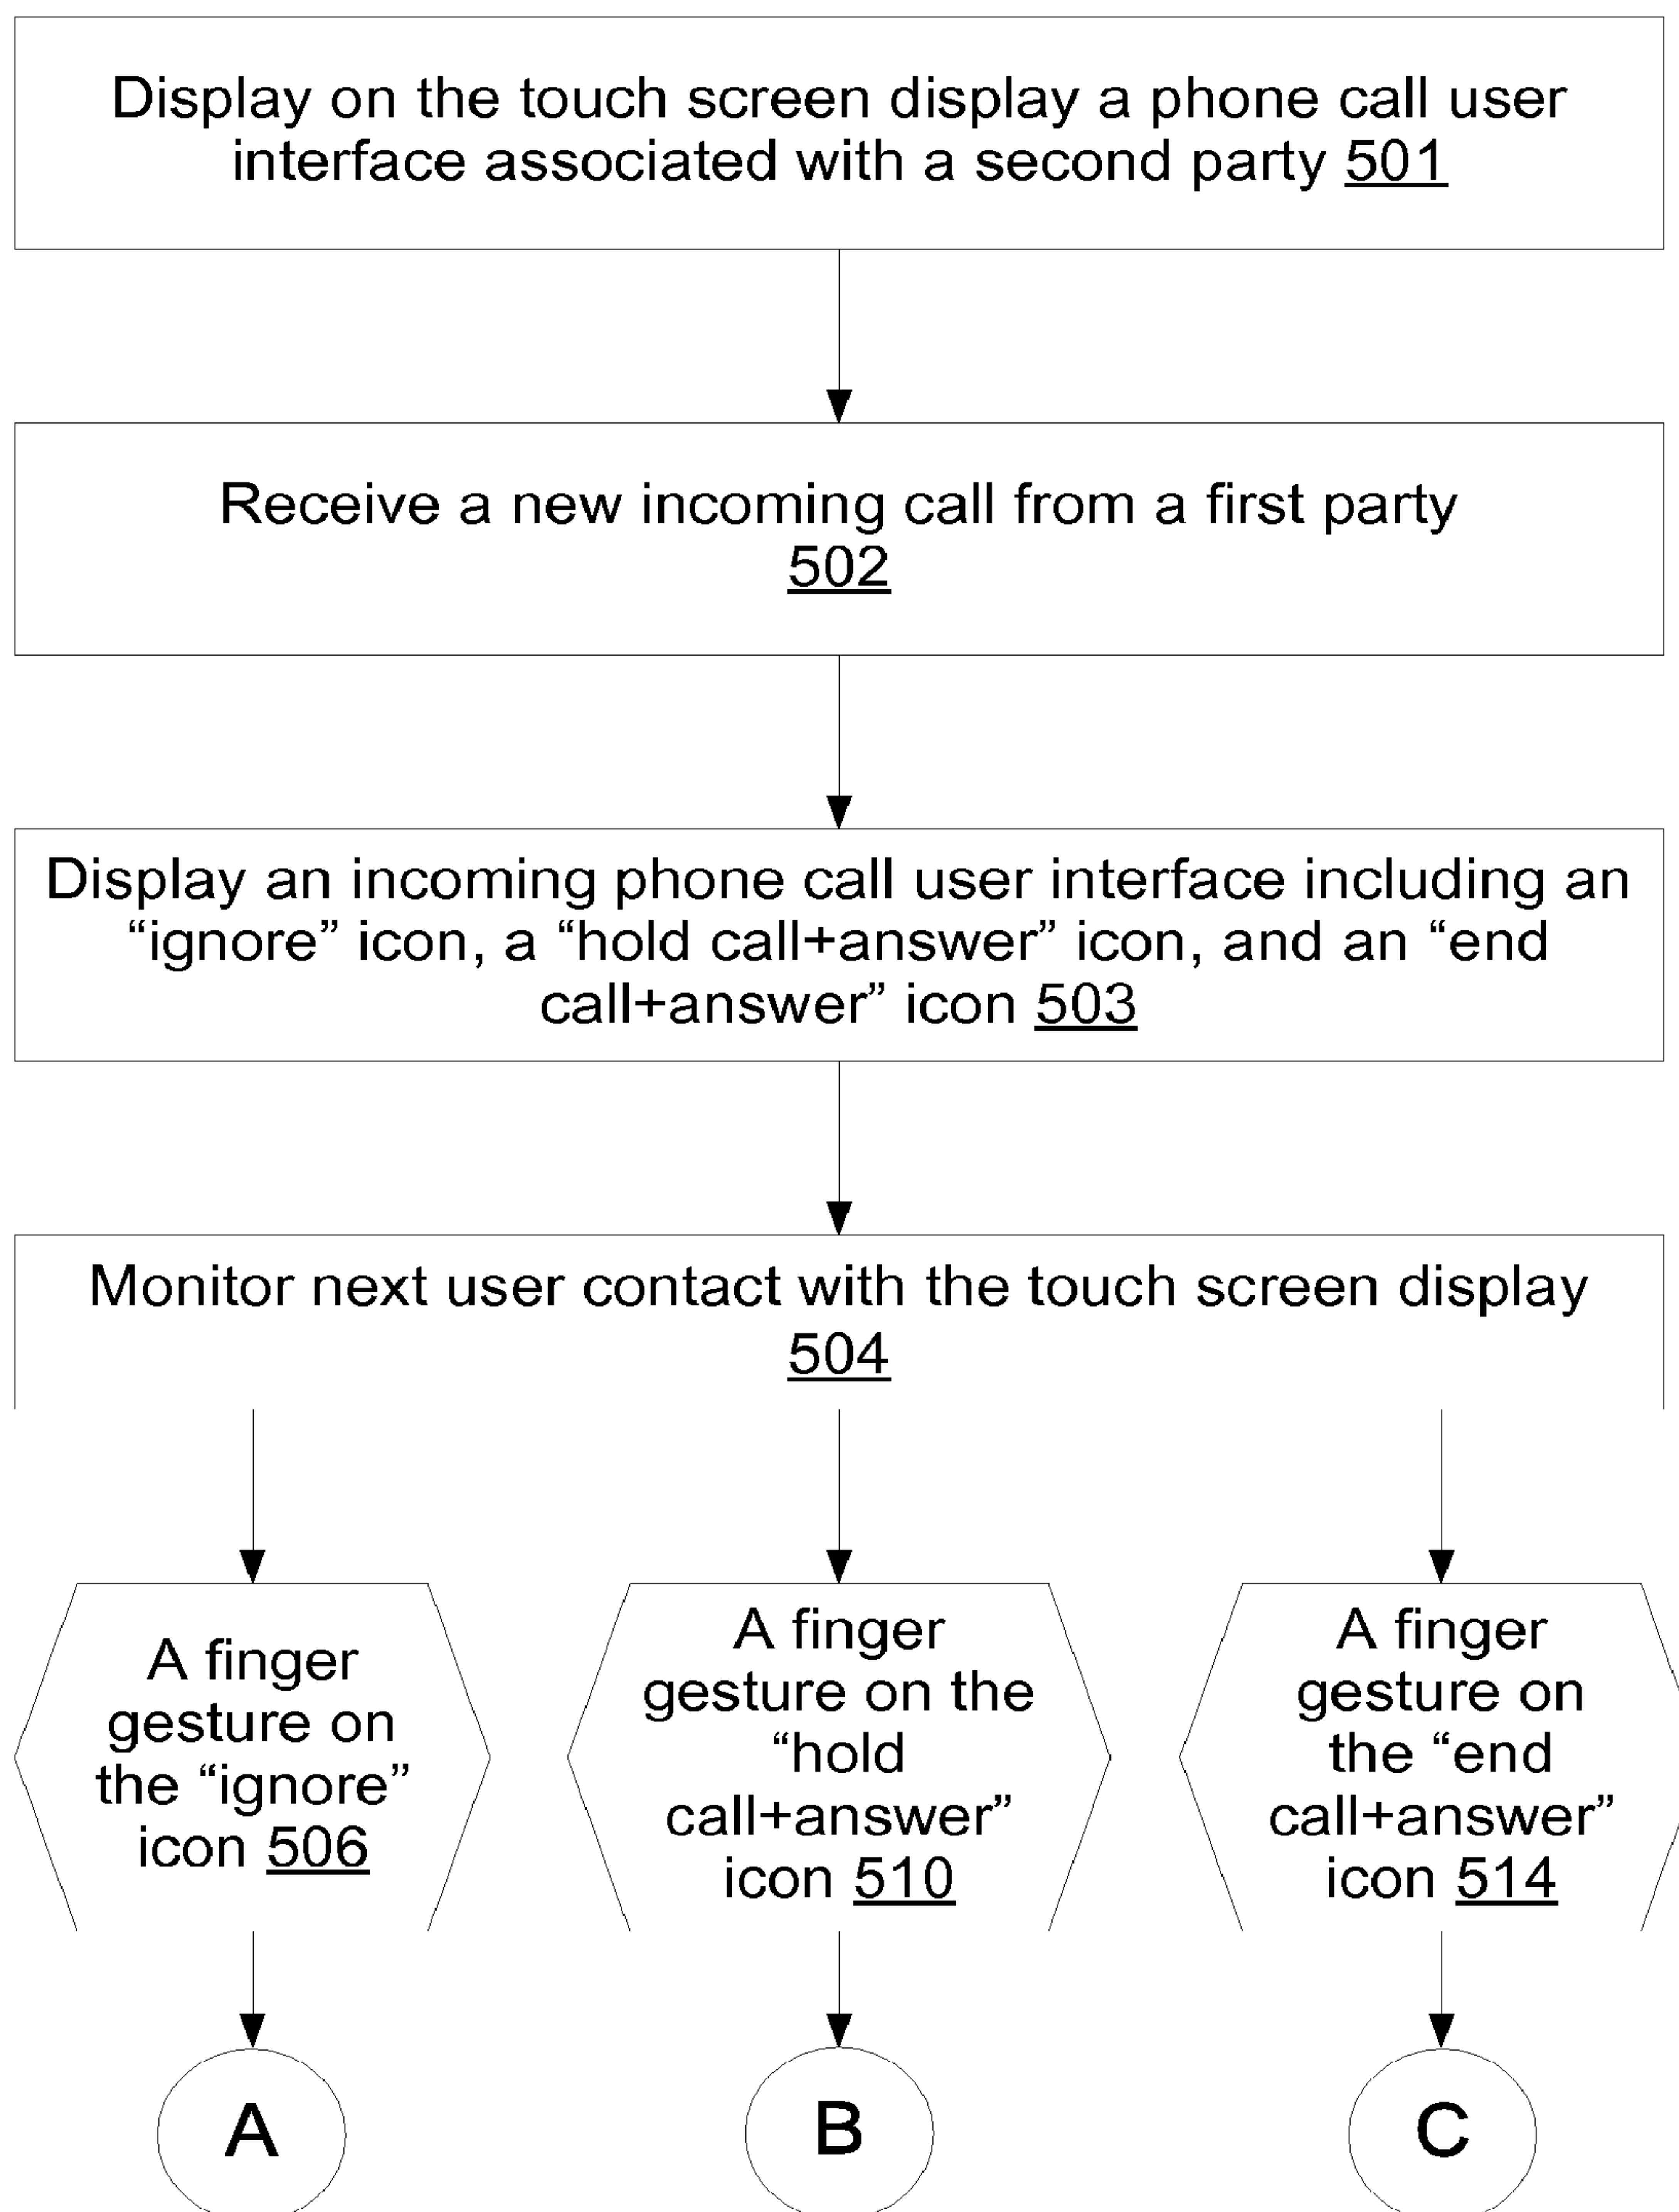 Display on the touch screen display a phone call user
interface associated with a second party 501
Receive a new incoming call from a first party
502
Display an incoming phone call user interface including an
“ignore” icon, a “hold call+answer” icon, and an “end
call+answer” icon 503
Monitor next user contact with the touch screen display
504
A finger
gesture on
the “ignore”
icon 506
A finger
gesture on the
“hold
call+answer”
icon 510
A finger
gesture on
the “end
call+answer”
icon 514
A
B
C